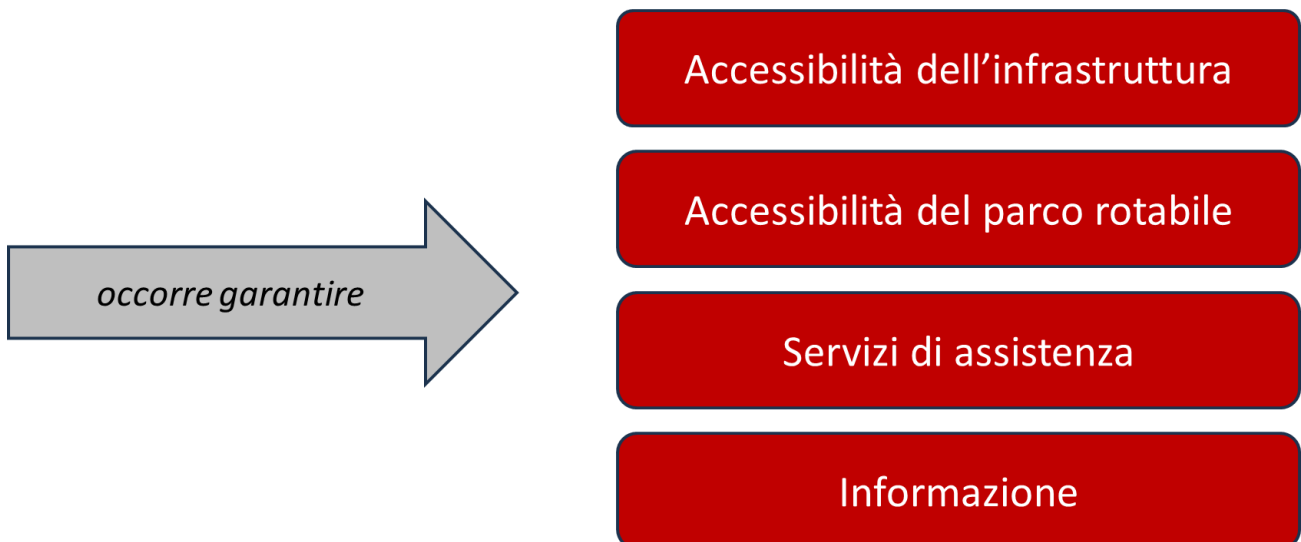 Accessibilità dell’infrastruttura
Accessibilità del parco rotabile
occorre garantire
Servizi di assistenza
Informazione